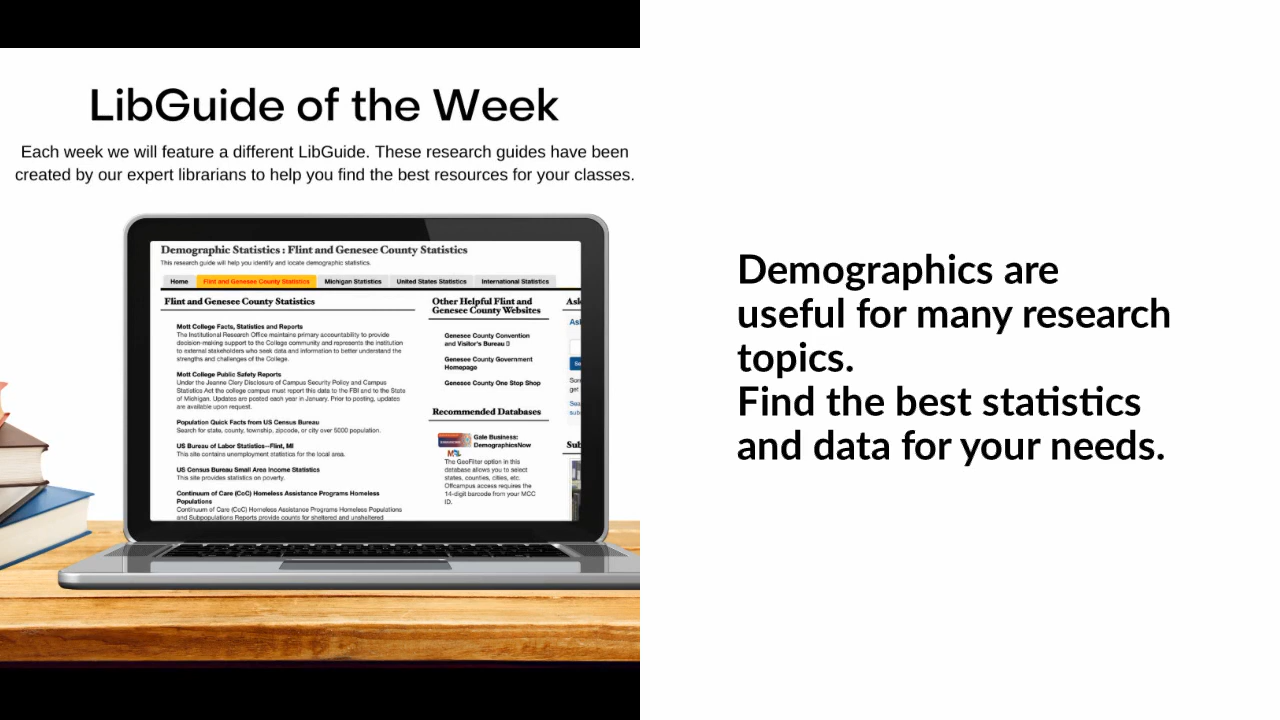 LibGuide of the Week
Each week we will feature a different LibGuide. These research guides have been
created by our expert librarians to help you find the best resources for your classes.
Demographic Statistics : Flint and Genesee County Statistics
This research guide will help you identify and locate demographic statistics.
Home
Flint and Genesee County Statistics
Michigan Statistics
United States Statistics
International Statistics
Flint and Genesee County Statistics
Mott College Facts, Statistics and Reports
The Institutional Research Office maintains primary accountability to provide
decision-making support to the College community and represents the institution
to external stakeholders who seek data and information to better understand the
strengths and challenges of the College.
Mott College Public Safety Reports
Under the Jeanne Clery Disclosure of Campus Security Policy and Campus
Statistics Act the college campus must report this data to the FBI and to the State
of Michigan. Updates are posted each year in January. Prior to posting, updates
are available upon request.
Population Quick Facts from US Census Bureau
Search for state, county, township, zipcode, or city over 5000 population.
US Bureau of Labor Statistics--Flint, MI
This site contains unemployment statistics for the local area.
US Census Bureau Small Area Income Statistics
This site provides statistics on poverty.
Continuum of Care (CoC) Homeless Assistance Programs Homeless
Populations
Continuum of Care (CoC) Homeless Assistance Programs Homeless Populations
and Subpopulations Reports provide counts for sheltered and unsheltered
Other Helpful Flint and
Genesee County Websites
Genesee County Convention
and Visitor's Bureau
Genesee County Government
Homepage
Genesee County One Stop Shop
Recommended Databases
Gale Business:
DemographicsNow
The GeoFilter option in this
database allows you to select
states, counties, cities, etc.
Offcampus access requires the
14-digit barcode from your MCC
ID.
Demographics are
useful for many research
topics.
Find the best statistics
and data for your needs.